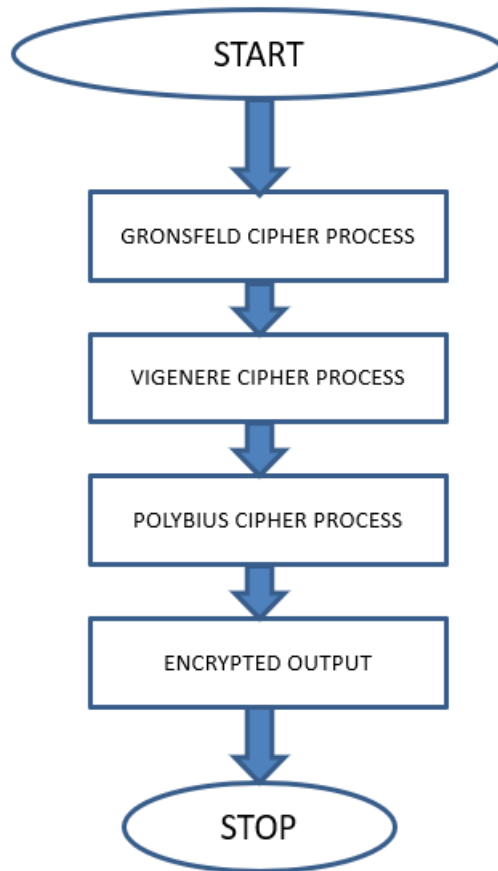 START
GRONSFELD CIPHER PROCESS
VIGENERE CIPHER PROCESS
POLYBIUS CIPHER PROCESS
ENCRYPTED OUTPUT
STOP